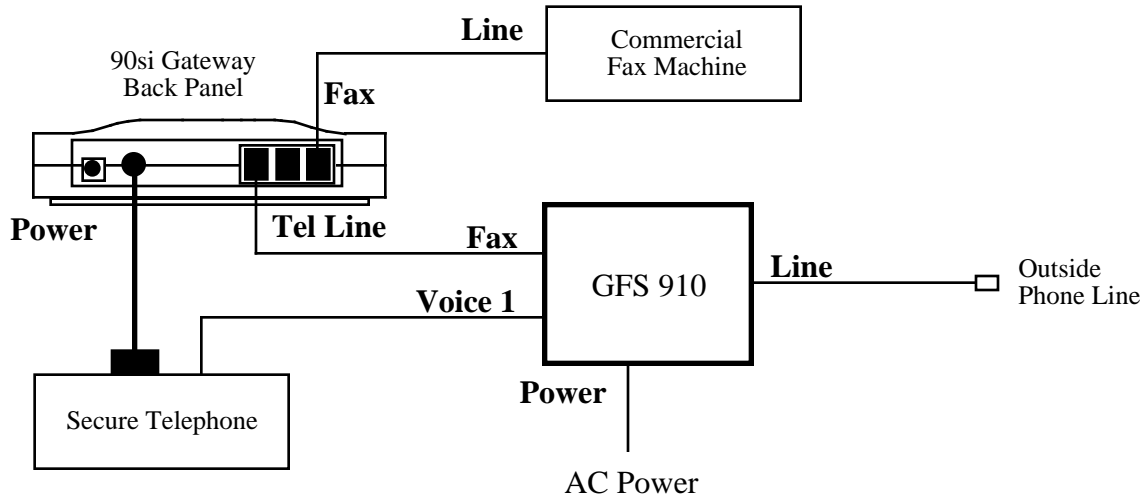 Line
Commercial
Fax Machine
90si Gateway
Back Panel
Fax
Power
Tel Line
Fax
GFS 910
Line
Outside
Phone Line
Voice 1
Power
Secure Telephone
AC Power